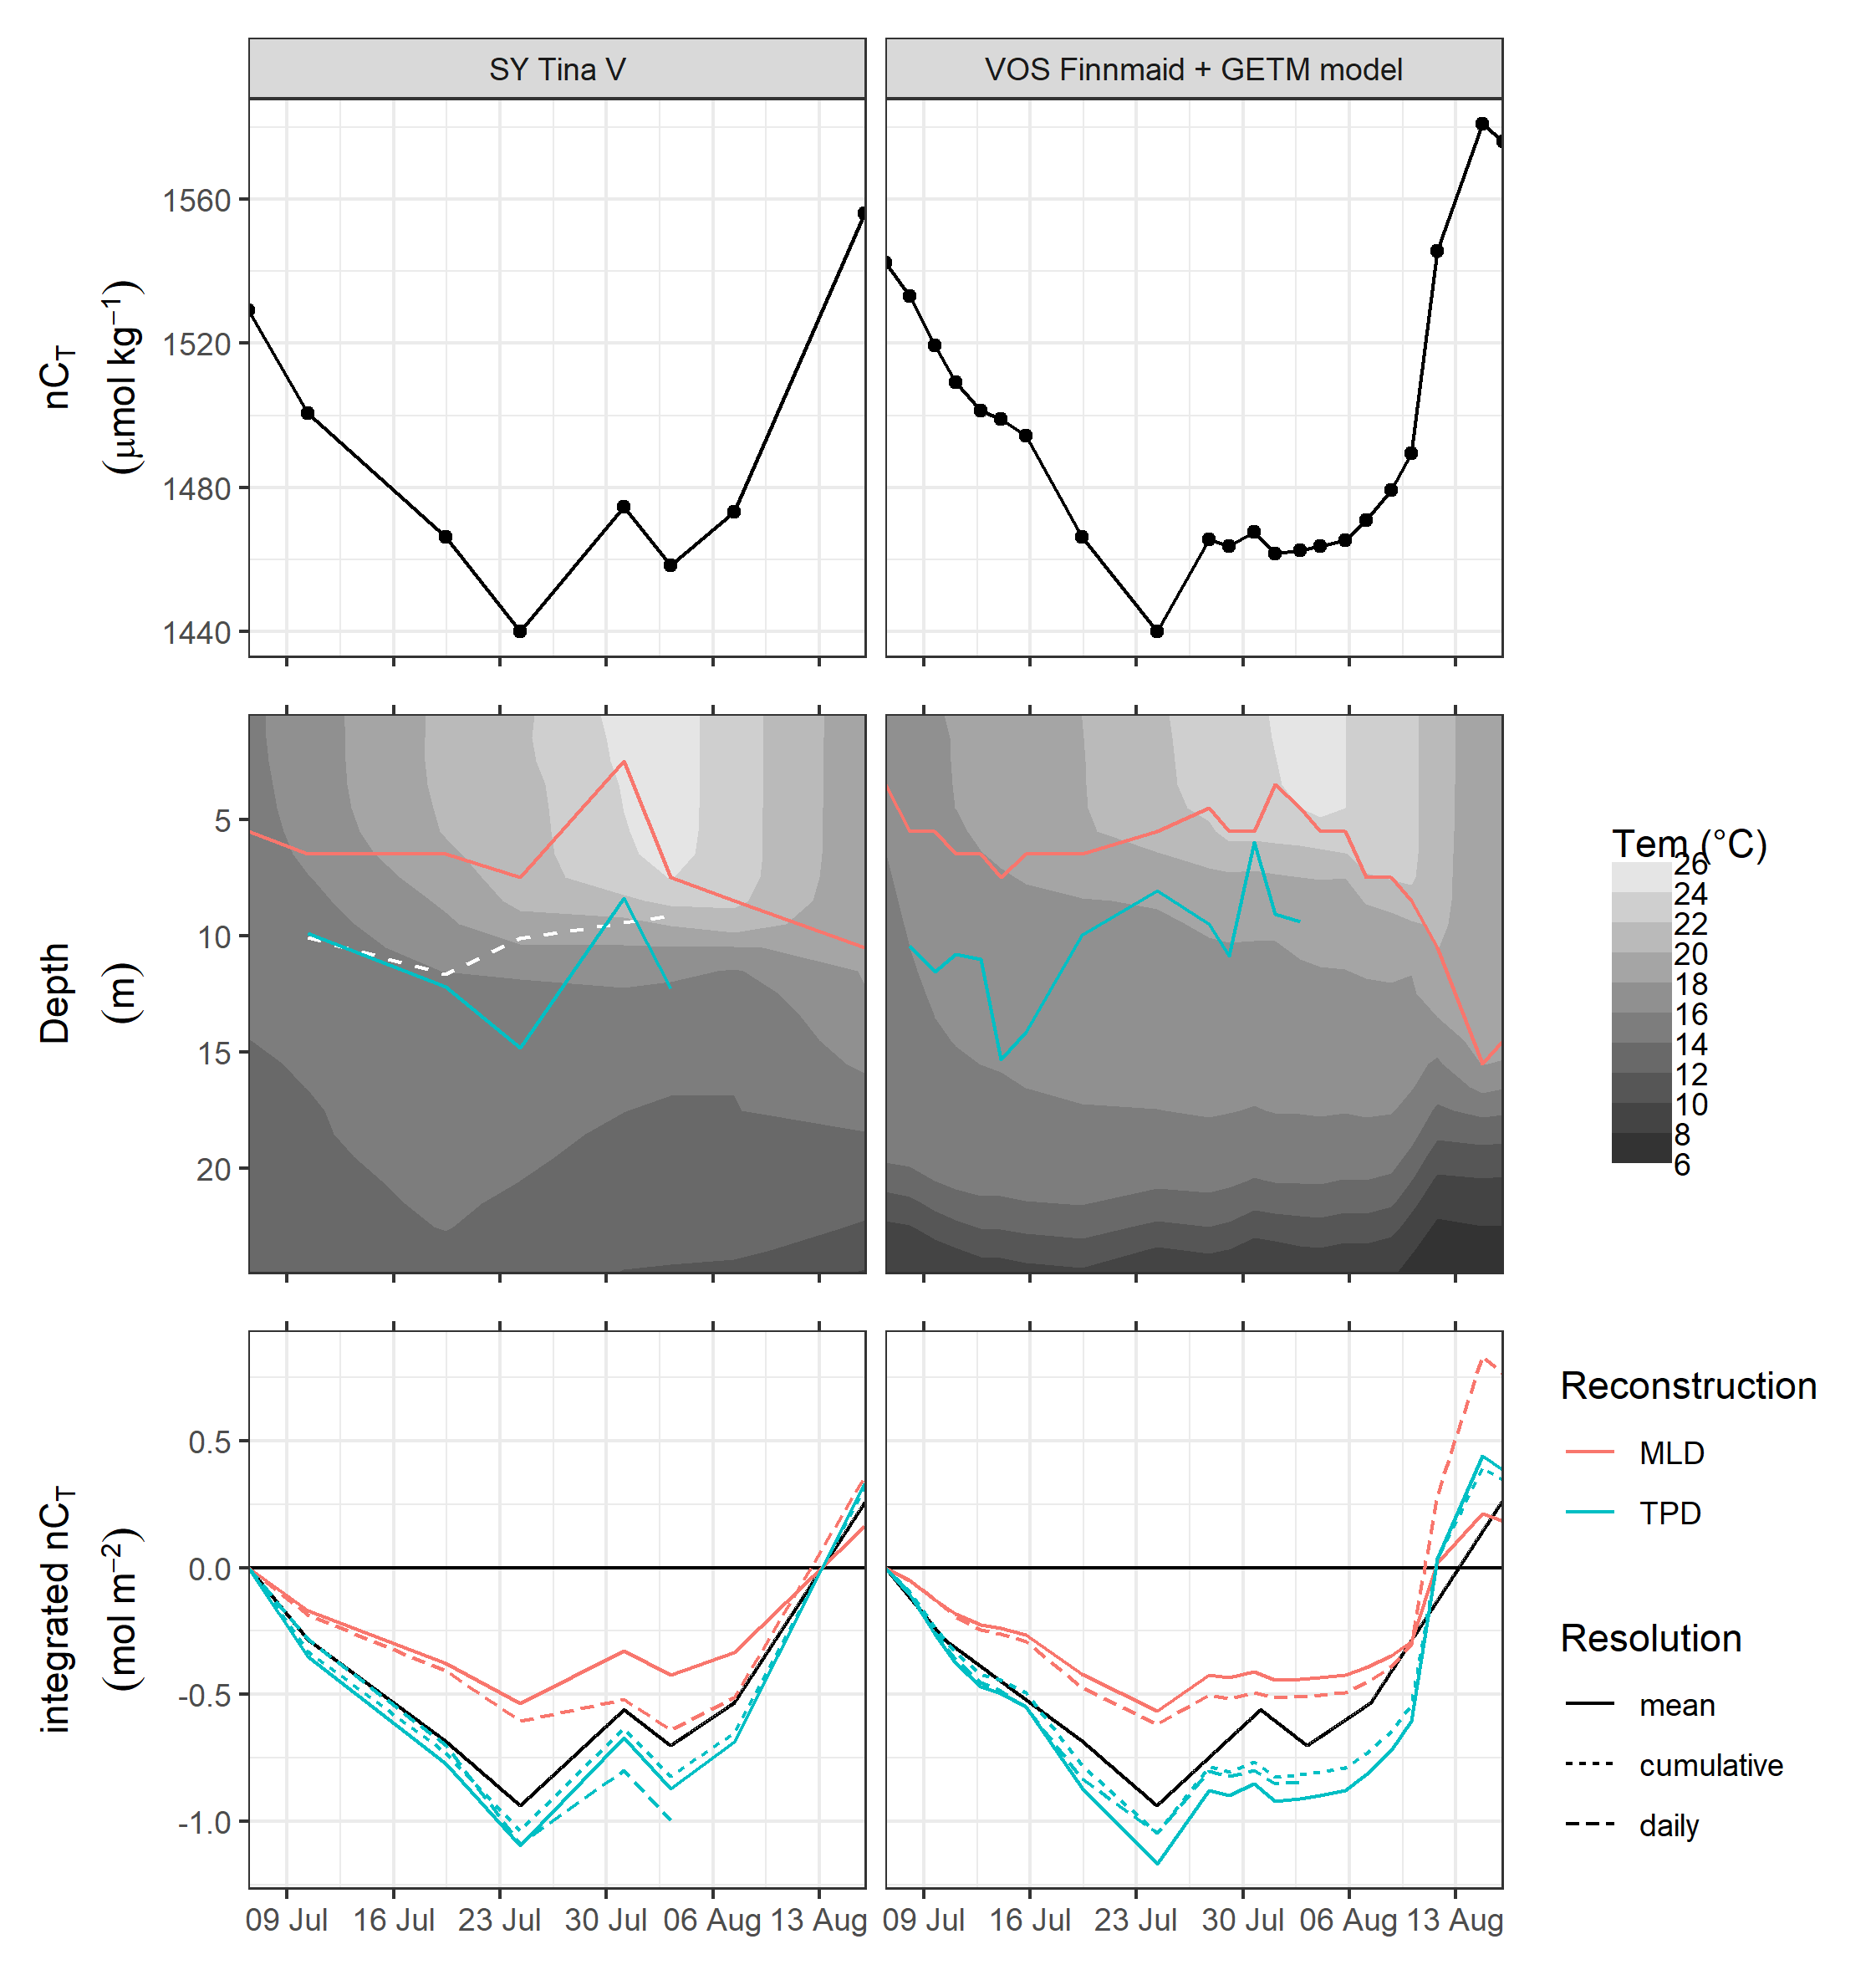 SY Tina V
VOS Finnmaid + GETM model
nC_T
(μmol kg⁻¹)
1560
1520
1480
1440
Depth
(m)
5
10
15
20
Tem (°C)
26
24
22
20
18
16
14
12
10
8
6
integrated nC_T
(mol m⁻²)
0.5
0.0
-0.5
-1.0
09 Jul 16 Jul 23 Jul 30 Jul 06 Aug 13 Aug
09 Jul 16 Jul 23 Jul 30 Jul 06 Aug 13 Aug
Reconstruction
MLD
TPD
Resolution
mean
cumulative
daily